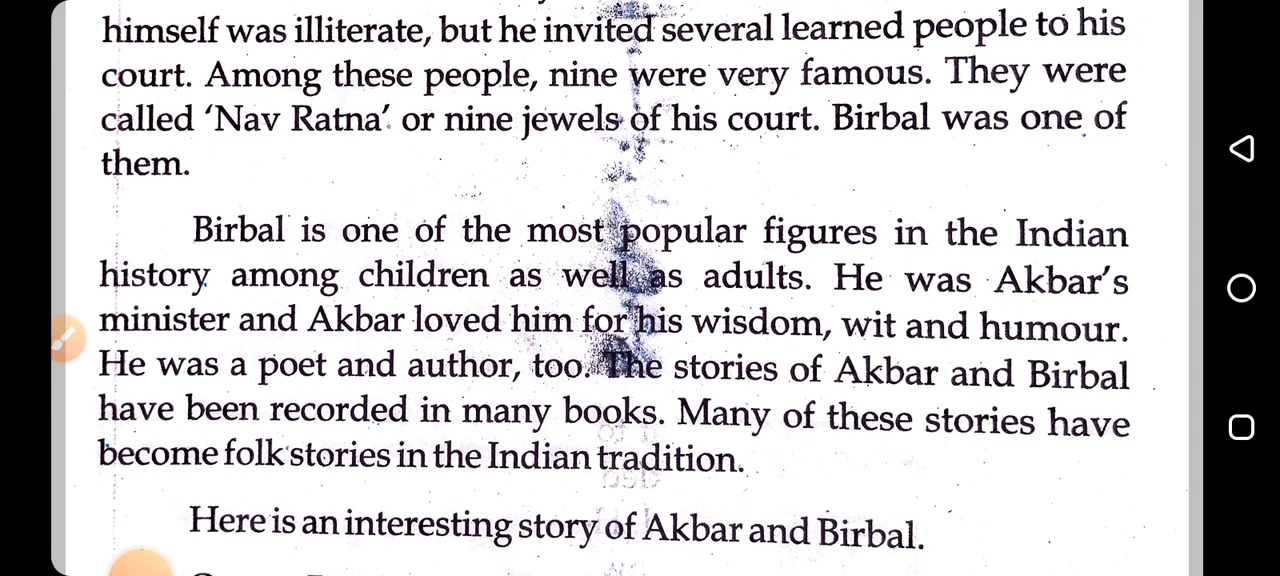 himself was illiterate, but he invited several learned people to his
court. Among these people, nine were very famous. They were
called 'Nav Ratna' or nine jewels of his court. Birbal was one of
them.
Birbal is one of the most popular figures in the Indian
history among children as well as adults. He was Akbar's
minister and Akbar loved him for his wisdom, wit and humour.
He was a poet and author, too. The stories of Akbar and Birbal
have been recorded in many books. Many of these stories have
become folk stories in the Indian tradition.
Here is an interesting story of Akbar and Birbal.